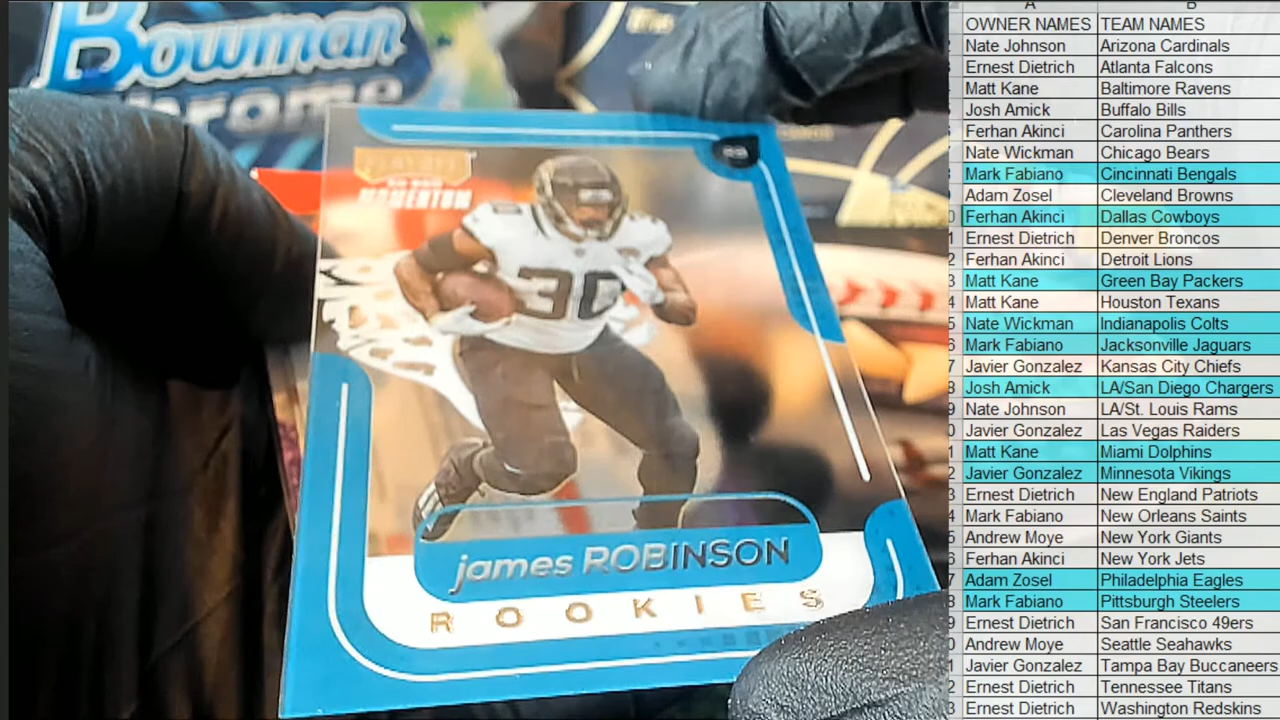 Bowman
Chrome
PLAYOFF
MOMENTUM
30
james ROBINSON
ROOKIES
A B
OWNER NAMES TEAM NAMES
Nate Johnson Arizona Cardinals
Ernest Dietrich Atlanta Falcons
Matt Kane Baltimore Ravens
Josh Amick Buffalo Bills
Ferhan Akinci Carolina Panthers
Nate Wickman Chicago Bears
Mark Fabiano Cincinnati Bengals
Adam Zosel Cleveland Browns
Ferhan Akinci Dallas Cowboys
Ernest Dietrich Denver Broncos
Ferhan Akinci Detroit Lions
Matt Kane Green Bay Packers
Matt Kane Houston Texans
Nate Wickman Indianapolis Colts
Mark Fabiano Jacksonville Jaguars
Javier Gonzalez Kansas City Chiefs
Josh Amick LA/San Diego Chargers
Nate Johnson LA/St. Louis Rams
Javier Gonzalez Las Vegas Raiders
Matt Kane Miami Dolphins
Javier Gonzalez Minnesota Vikings
Ernest Dietrich New England Patriots
Mark Fabiano New Orleans Saints
Andrew Moye New York Giants
Ferhan Akinci New York Jets
Adam Zosel Philadelphia Eagles
Mark Fabiano Pittsburgh Steelers
Ernest Dietrich San Francisco 49ers
Andrew Moye Seattle Seahawks
Javier Gonzalez Tampa Bay Buccaneers
Ernest Dietrich Tennessee Titans
Ernest Dietrich Washington Redskins